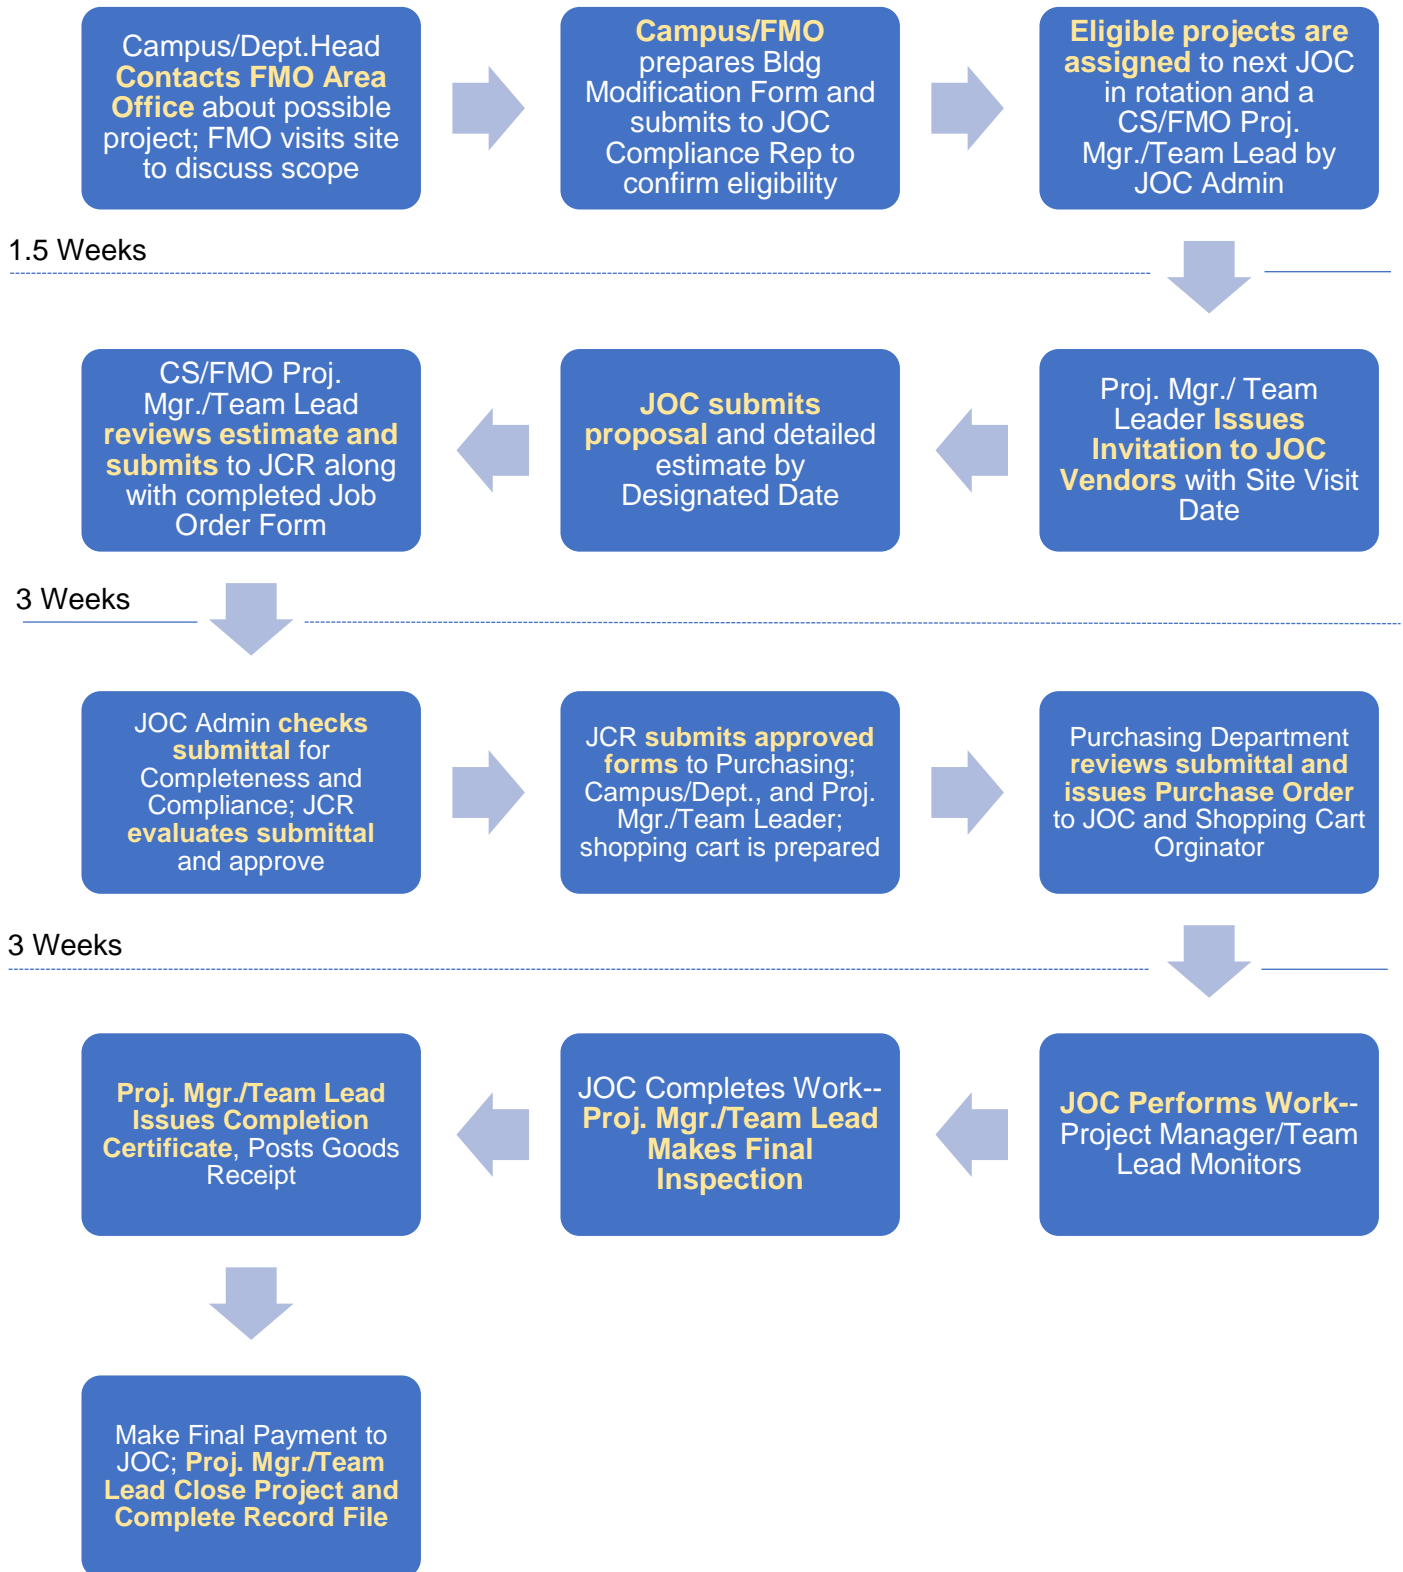 Campus/Dept.Head
Contacts FMO Area
Office about possible
project; FMO visits site
to discuss scope
Campus/FMO
prepares Bldg
Modification Form and
submits to JOC
Compliance Rep to
confirm eligibility
Eligible projects are
assigned to next JOC
in rotation and a
CS/FMO Proj.
Mgr./Team Lead by
JOC Admin
1.5 Weeks
Proj. Mgr./ Team
Leader Issues
Invitation to JOC
Vendors with Site Visit
Date
JOC submits
proposal and detailed
estimate by
Designated Date
CS/FMO Proj.
Mgr./Team Lead
reviews estimate and
submits to JCR along
with completed Job
Order Form
3 Weeks
JOC Admin checks
submittal for
Completeness and
Compliance; JCR
evaluates submittal
and approve
JCR submits approved
forms to Purchasing;
Campus/Dept., and Proj.
Mgr./Team Leader;
shopping cart is prepared
Purchasing Department
reviews submittal and
issues Purchase Order
to JOC and Shopping Cart
Orginator
3 Weeks
JOC Performs Work--
Project Manager/Team
Lead Monitors
JOC Completes Work--
Proj. Mgr./Team Lead
Makes Final
Inspection
Proj. Mgr./Team Lead
Issues Completion
Certificate, Posts Goods
Receipt
Make Final Payment to
JOC; Proj. Mgr./Team
Lead Close Project and
Complete Record File